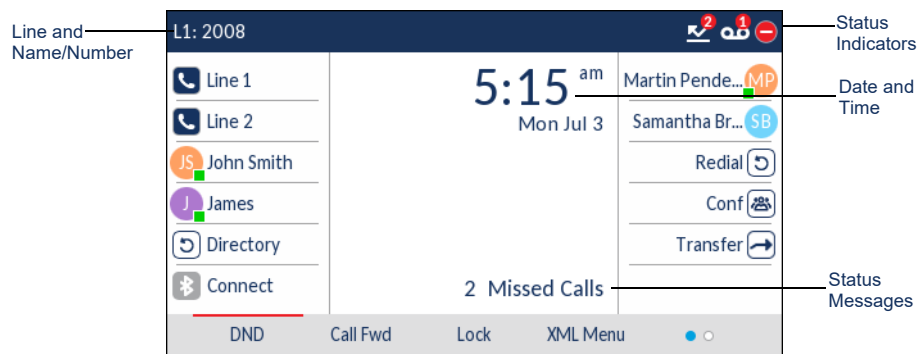 Line and
Name/Number
L1: 2008
2
1
Status
Indicators
Line 1
Line 2
JS John Smith
J James
Directory
Connect
5:15 am
Mon Jul 3
2 Missed Calls
Martin Pende... MP
Samantha Br... SB
Redial
Conf
Transfer
Date and
Time
Status
Messages
DND Call Fwd Lock XML Menu